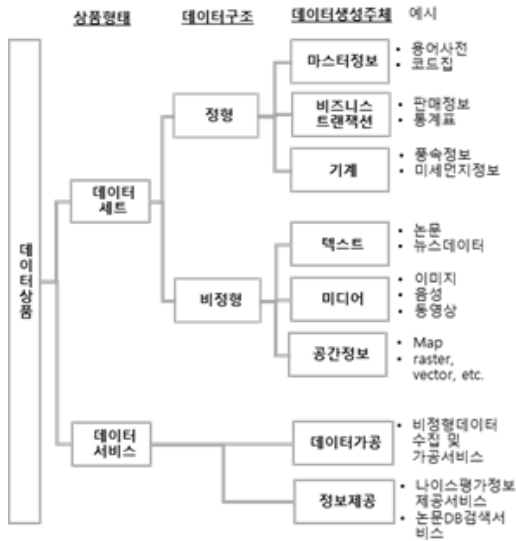 상품형태 데이터구조 데이터생성주체 예시
데이터상품
데이터
세트
정형
마스터정보
• 용어사전
• 코드집
비즈니스
트랜잭션
• 판매정보
• 통계표
기계
• 풍속정보
• 미세먼지정보
비정형
텍스트
• 논문
• 뉴스데이터
미디어
• 이미지
• 음성
• 동영상
공간정보
• Map
• raster,
vector, etc.
데이터
서비스
데이터가공
• 비정형데이터
수집 및
가공서비스
정보제공
• 나이스평가정보
제공서비스
• 논문DB검색서
비스